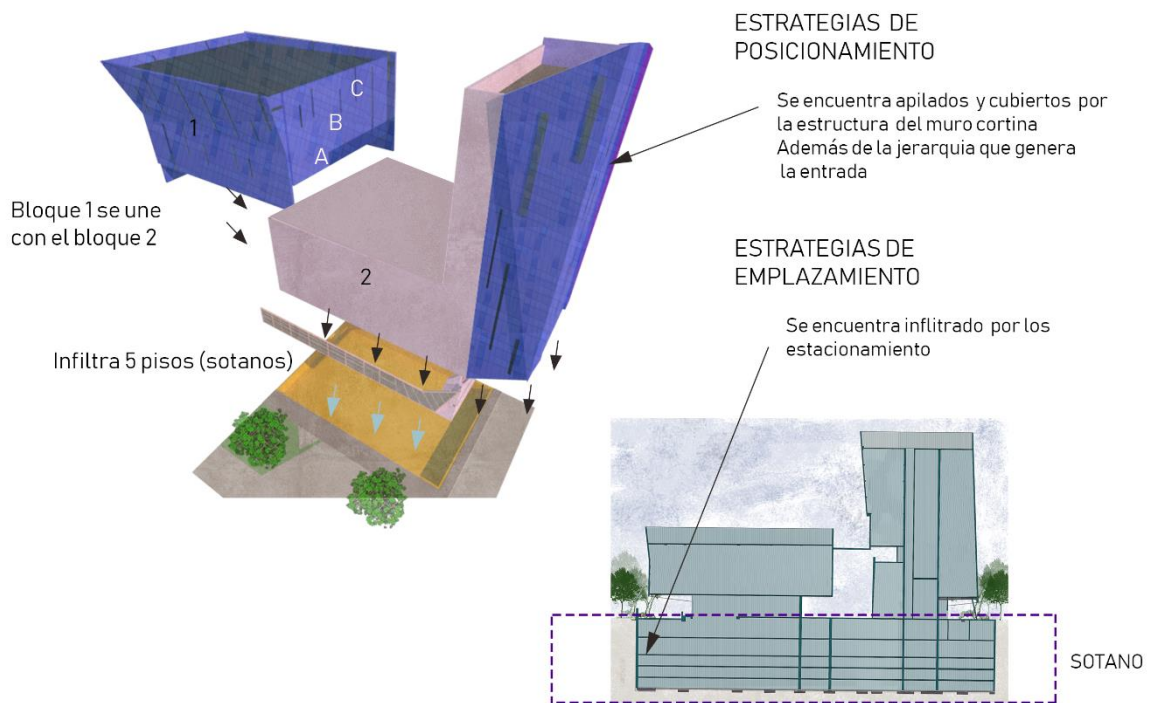 ESTRATEGIAS DE
POSICIONAMIENTO
Se encuentra apilados y cubiertos por
la estructura del muro cortina
Además de la jerarquia que genera
la entrada
1
C
B
A
Bloque 1 se une
con el bloque 2
2
Infiltra 5 pisos (sotanos)
ESTRATEGIAS DE
EMPLAZAMIENTO
Se encuentra inflitrado por los
estacionamiento
SOTANO